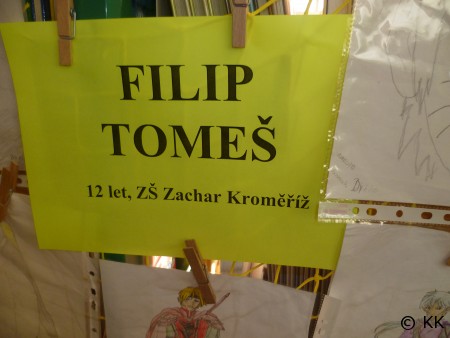 FILIP
TOMEŠ
12 let, ZŠ Zachar Kroměříž
© KK